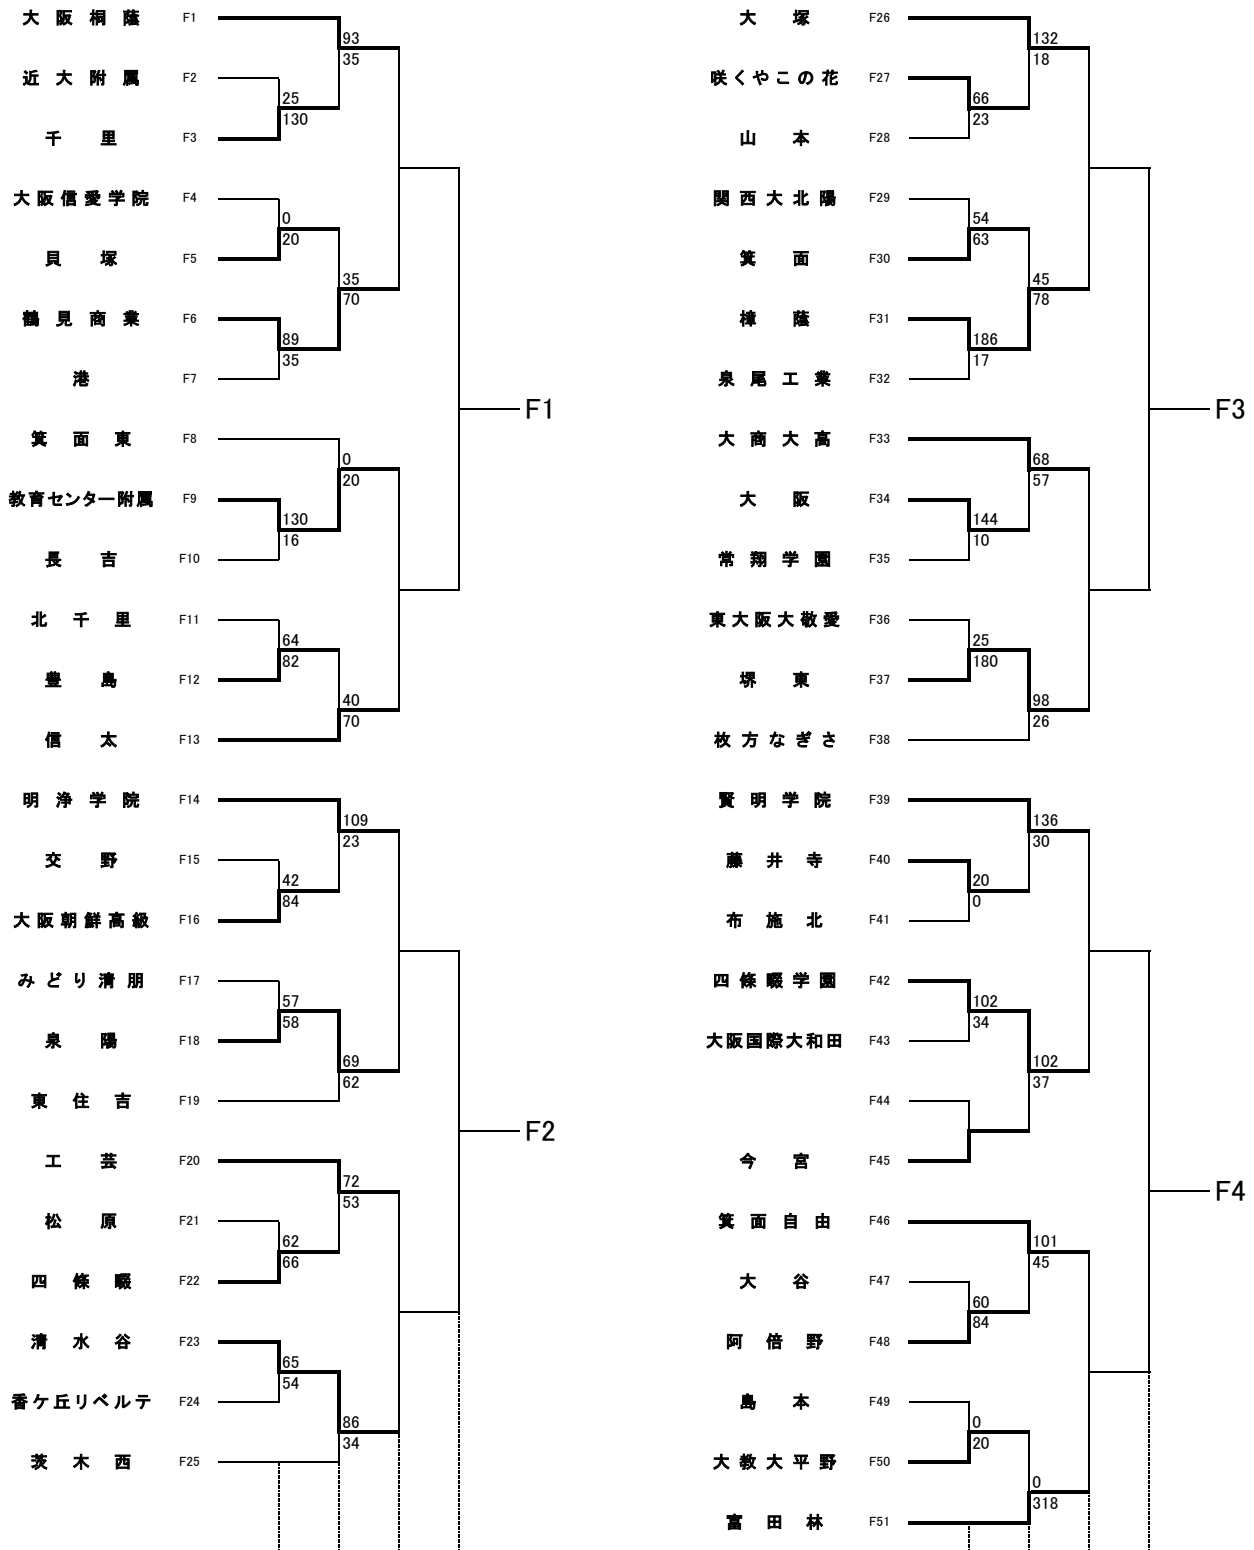 大阪桐蔭 F1
93
35
近大附属 F2
25
130
千里 F3
大阪信愛学院 F4
0
20
貝塚 F5
35
70
鶴見商業 F6
89
35
港 F7
F1
箕面東 F8
0
20
教育センター附属 F9
130
16
長吉 F10
北千里 F11
64
82
豊島 F12
40
70
信太 F13
明浄学院 F14
109
23
交野 F15
42
84
大阪朝鮮高級 F16
みどり清朋 F17
57
58
泉陽 F18
69
62
東住吉 F19
F2
工芸 F20
72
53
松原 F21
62
66
四條畷 F22
清水谷 F23
65
54
香ケ丘リベルテ F24
86
34
茨木西 F25
大塚 F26
132
18
咲くやこの花 F27
66
23
山本 F28
関西大北陽 F29
54
63
箕面 F30
45
78
樟蔭 F31
186
17
泉尾工業 F32
F3
大商大高 F33
68
57
大阪 F34
144
10
常翔学園 F35
東大阪大敬愛 F36
25
180
堺東 F37
98
26
枚方なぎさ F38
賢明学院 F39
136
30
藤井寺 F40
20
0
布施北 F41
四條畷学園 F42
102
34
大阪国際大和田 F43
102
37
F44
今宮 F45
F4
箕面自由 F46
101
45
大谷 F47
60
84
阿倍野 F48
島本 F49
0
20
大教大平野 F50
0
318
富田林 F51